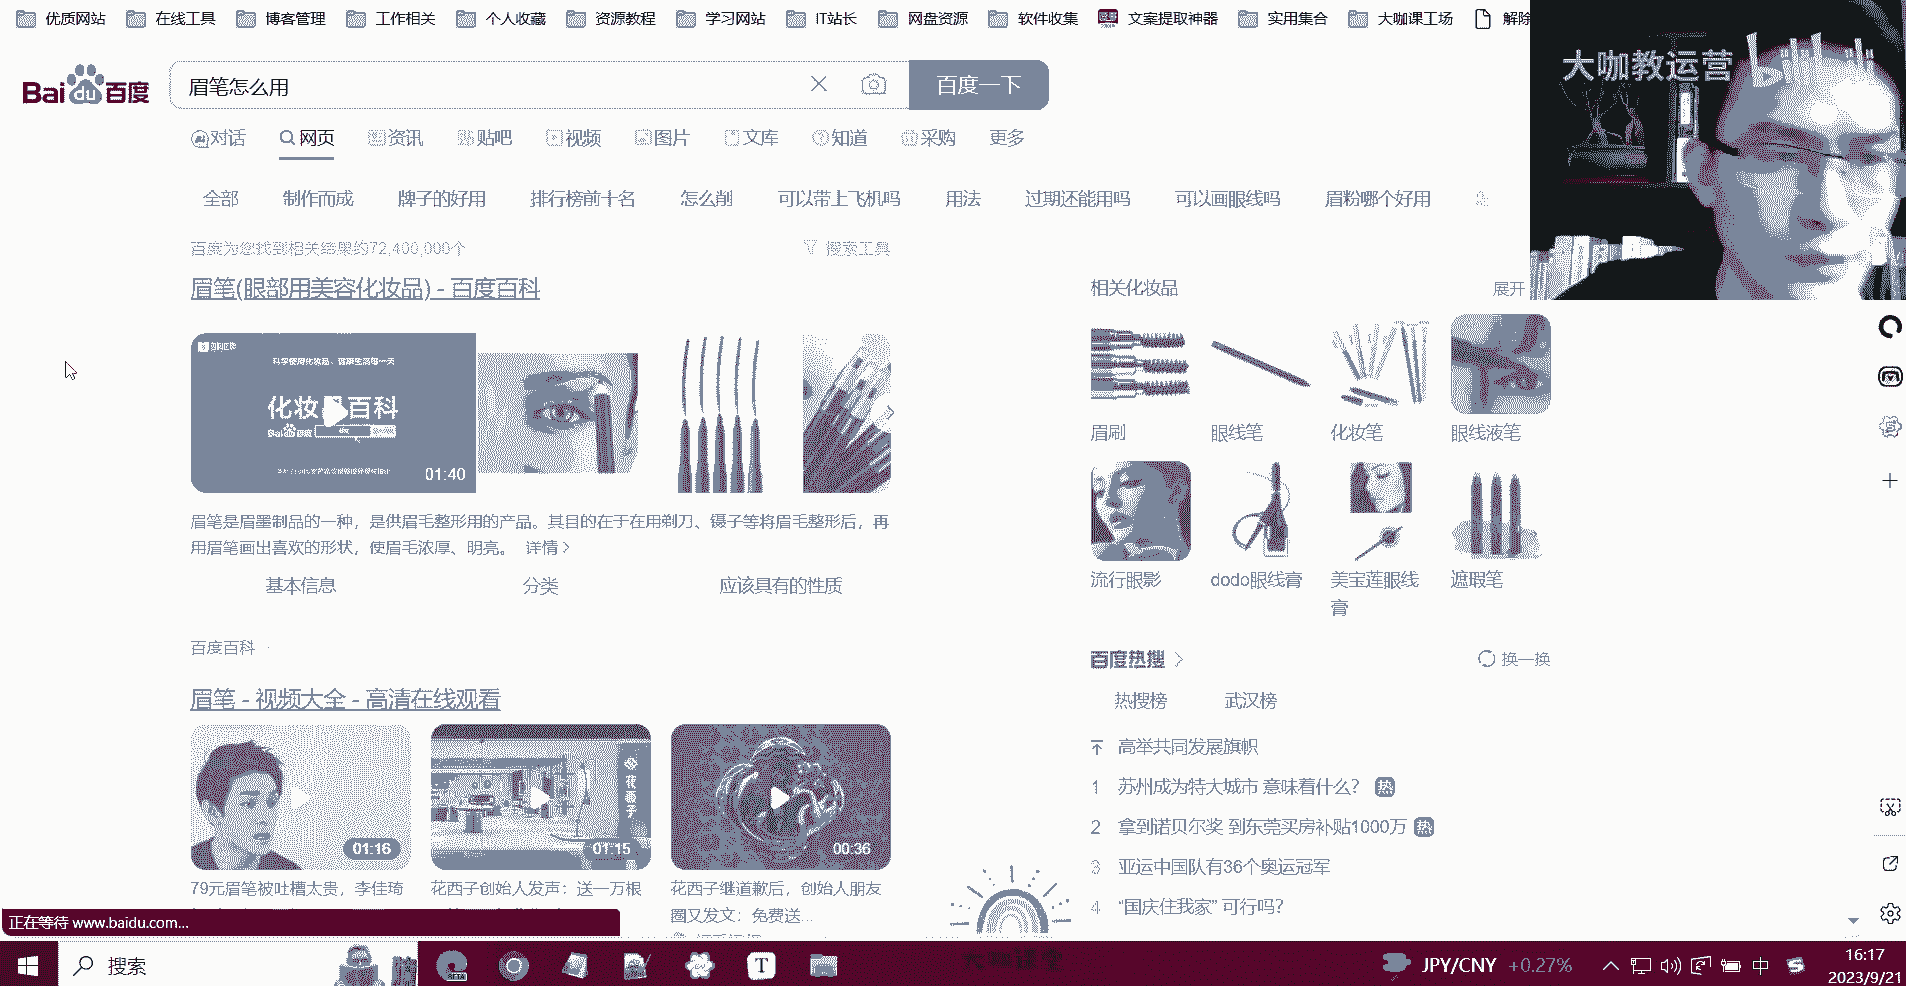 优质网站 在线工具 博客管理 工作相关 个人收藏 资源教程 学习网站 IT站长 网盘资源 软件收集 文案提取神器 实用集合 大咖课工场 解除
大咖教运营
Bai du 百度 眉笔怎么用 百度一下
对话 网页 资讯 贴吧 视频 图片 文库 知道 采购 更多
全部 制作而成 牌子的好用 排行榜前十名 怎么削 可以带上飞机吗 用法 过期还能用吗 可以画眼线吗 眉粉哪个好用
百度为您找到相关结果约72,400,000个 搜索工具
眉笔(眼部用美容化妆品) - 百度百科
科学使用化妆品、健康生活每一天
01:40
眉笔是眉墨制品的一种，是供眉毛整形用的产品。其目的在于在用剃刀、镊子等将眉毛整形后，再
用眉笔画出喜欢的形状，使眉毛浓厚、明亮。 详情
基本信息 分类 应该具有的性质
百度百科
眉笔 - 视频大全 - 高清在线观看
花西子
01:16 01:15 00:36
79元眉笔被吐槽太贵，李佳琦 花西子创始人发声：送一万根 花西子继道歉后，创始人朋友
圈又发文：免费送...
相关化妆品 展开
眉刷 眼线笔 化妆笔 眼线液笔
流行眼影 dodo眼线膏 美宝莲眼线 遮瑕笔
膏
百度热搜 换一换
热搜榜 武汉榜
高举共同发展旗帜
1 苏州成为特大城市 意味着什么？ 热
2 拿到诺贝尔奖 到东莞买房补贴1000万 热
3 亚运中国队有36个奥运冠军
4 “国庆住我家” 可行吗？
正在等待 www.baidu.com...
搜索 BETA T JPY/CNY +0.27% 中 16:17
2023/9/21
大咖课堂